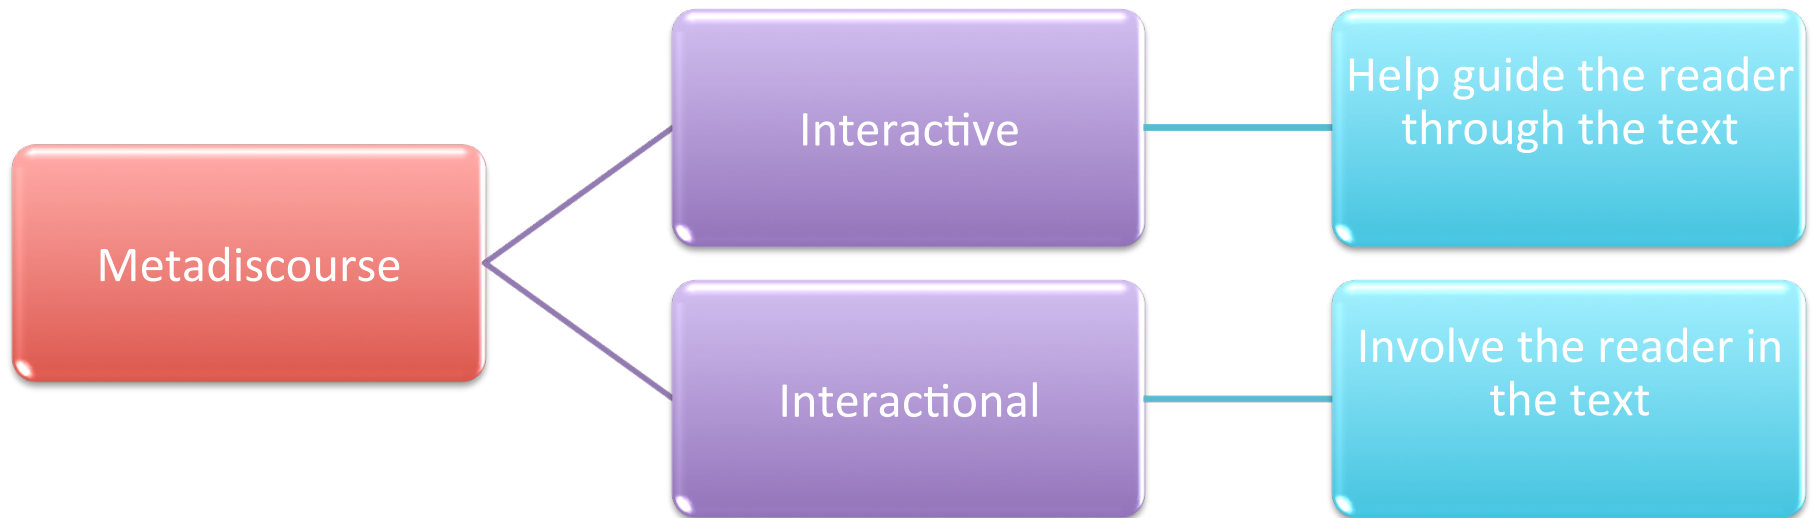 Metadiscourse
Interactive
Help guide the reader
through the text
Interactional
Involve the reader in
the text